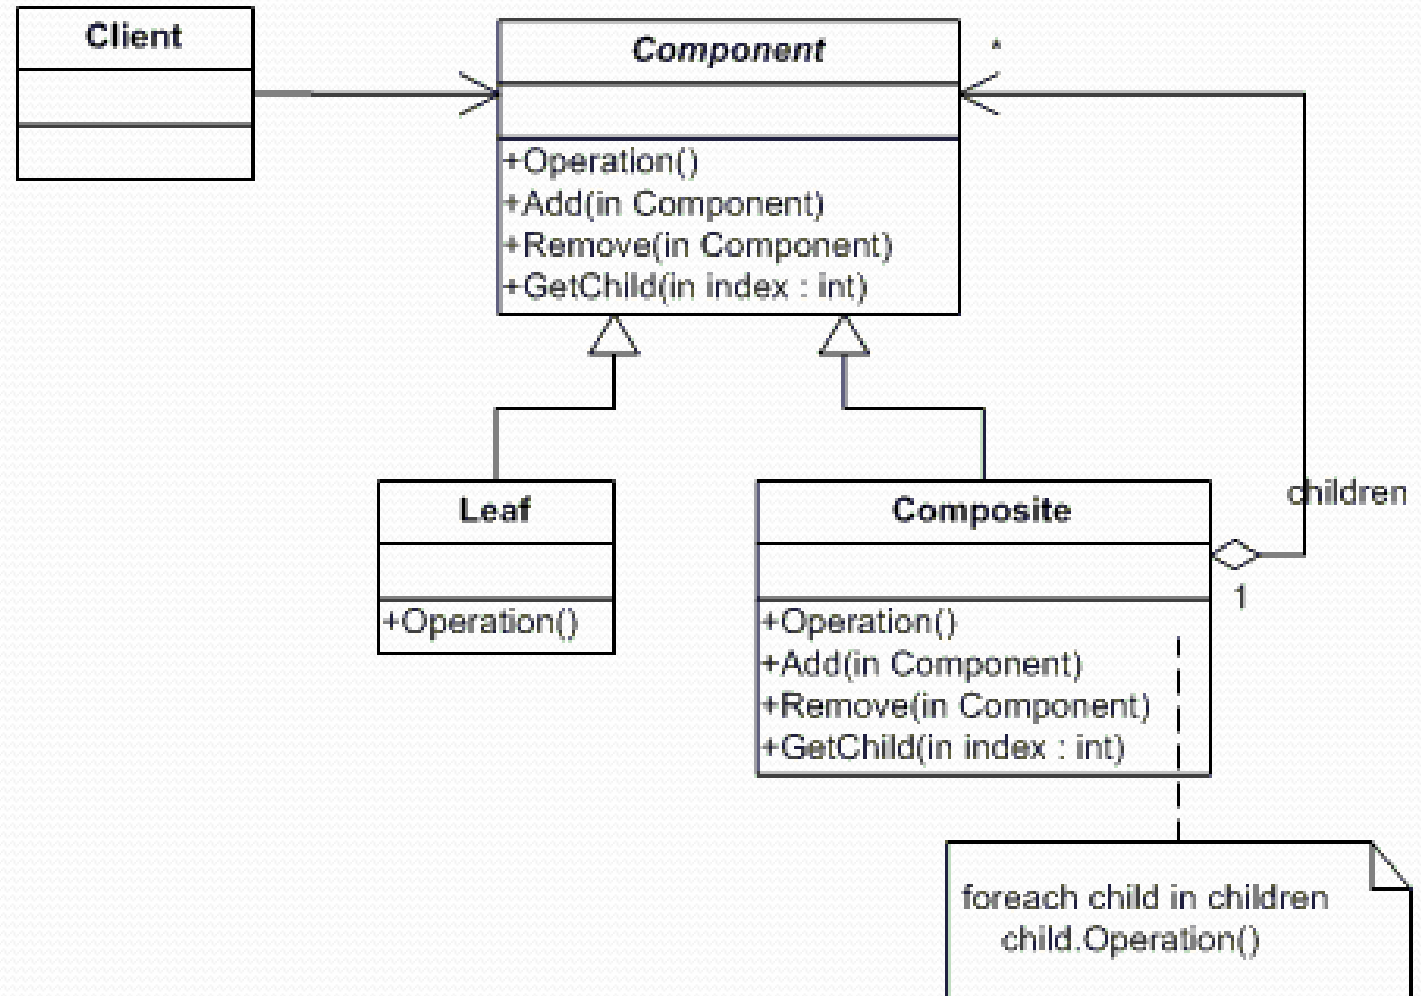 Client
Component
*
+Operation()
+Add(in Component)
+Remove(in Component)
+GetChild(in index : int)
Leaf
+Operation()
Composite
children
1
+Operation()
+Add(in Component)
+Remove(in Component)
+GetChild(in index : int)
foreach child in children
child.Operation()